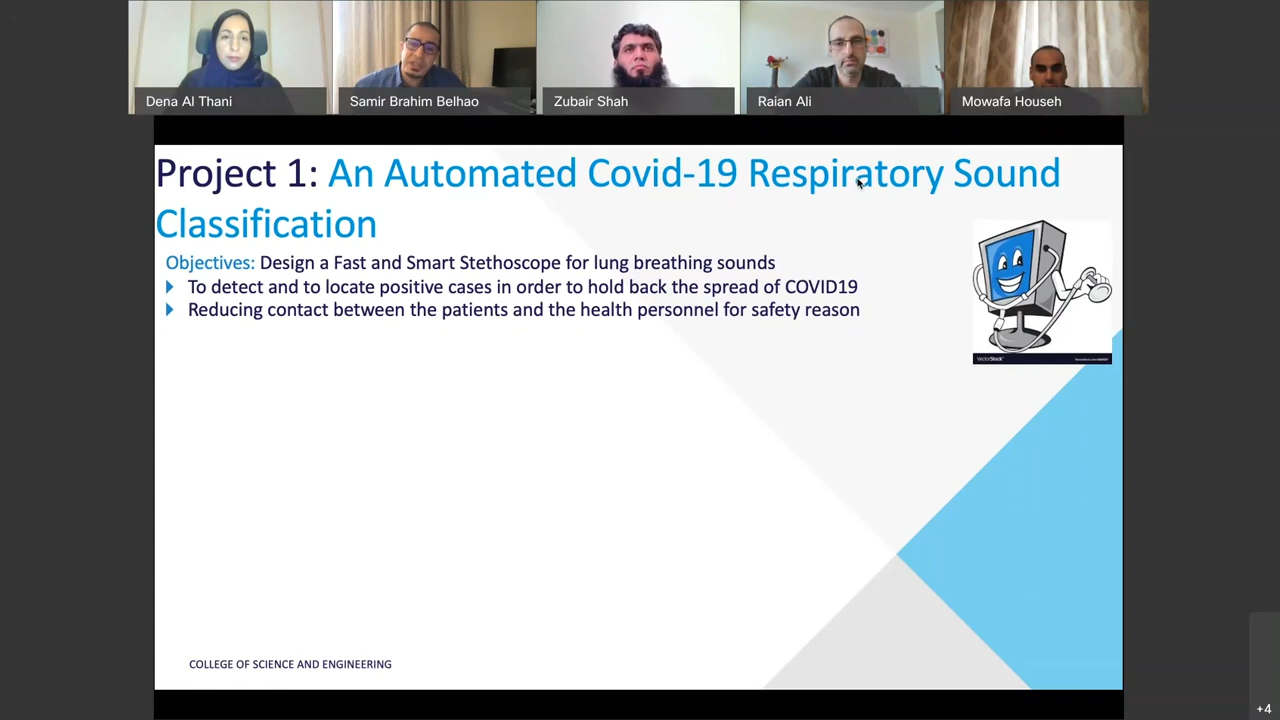 Dena Al Thani
Samir Brahim Belhao
Zubair Shah
Raian Ali
Mowafa Househ
Project 1: An Automated Covid-19 Respiratory Sound
Classification
Objectives: Design a Fast and Smart Stethoscope for lung breathing sounds
To detect and to locate positive cases in order to hold back the spread of COVID19
Reducing contact between the patients and the health personnel for safety reason
VectorStock
COLLEGE OF SCIENCE AND ENGINEERING
+4